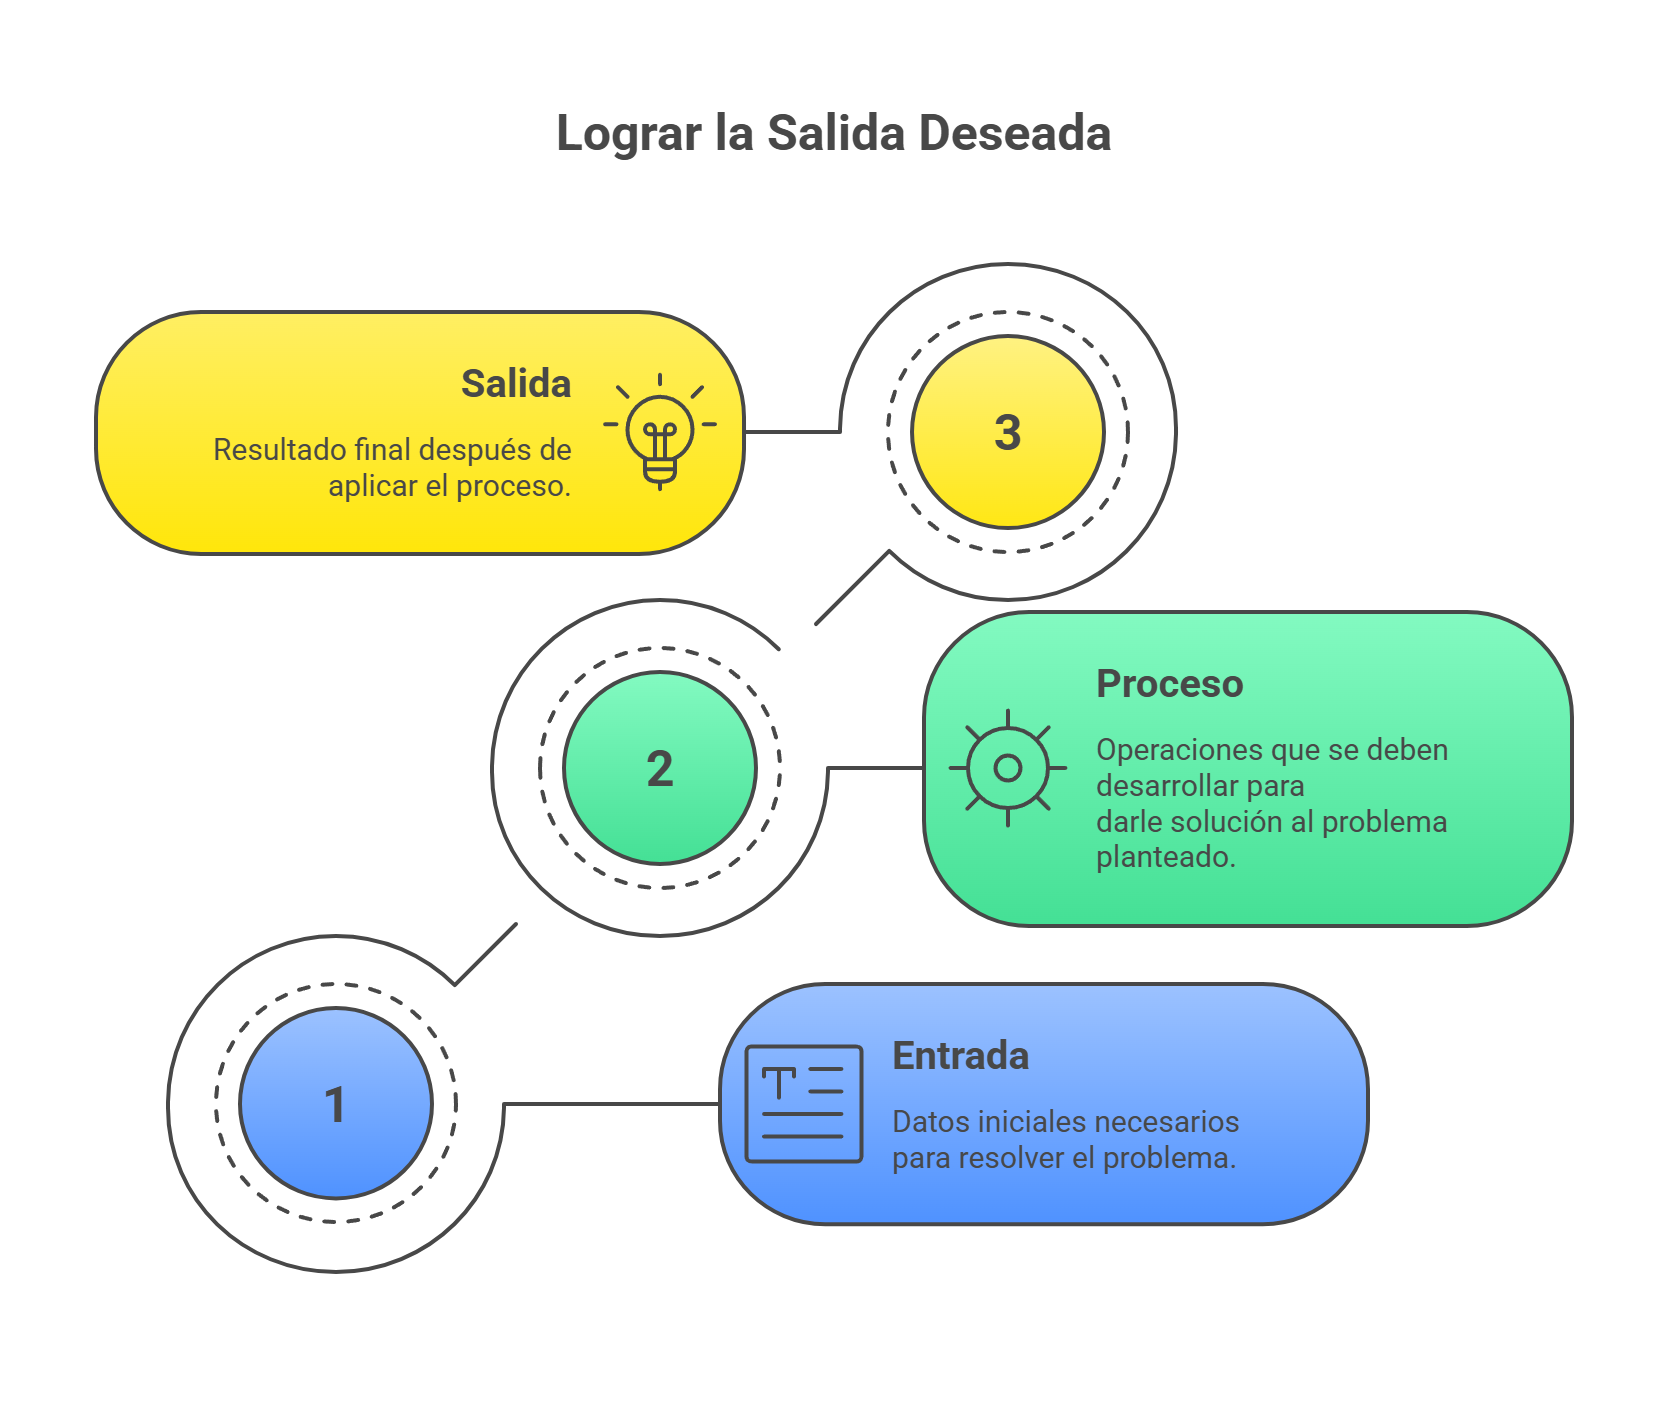 Lograr la Salida Deseada
Salida
Resultado final después de
aplicar el proceso.
3
2
Proceso
Operaciones que se deben
desarrollar para
darle solución al problema
planteado.
1
Entrada
Datos iniciales necesarios
para resolver el problema.